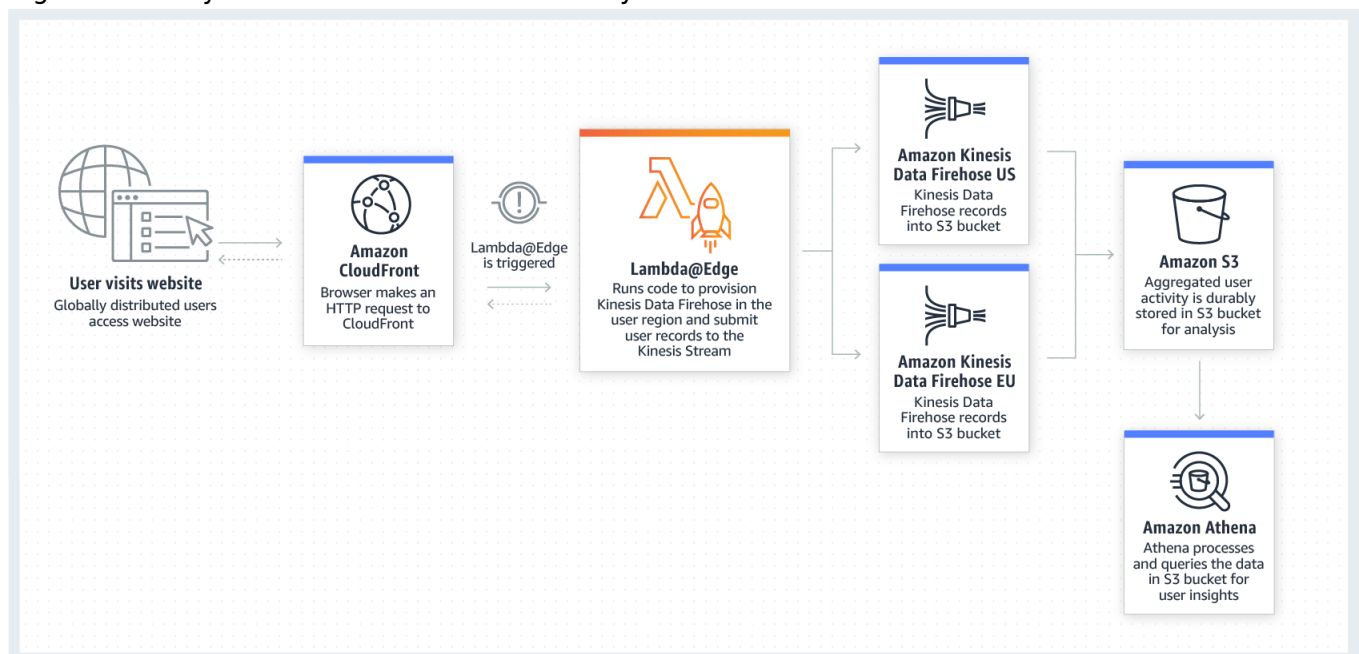 User visits website
Globally distributed users
access website
Amazon
CloudFront
Browser makes an
HTTP request to
CloudFront
Lambda@Edge
is triggered
Lambda@Edge
Runs code to provision
Kinesis Data Firehose in the
user region and submit
user records to the
Kinesis Stream
Amazon Kinesis
Data Firehose US
Kinesis Data
Firehose records
into S3 bucket
Amazon Kinesis
Data Firehose EU
Kinesis Data
Firehose records
into S3 bucket
Amazon S3
Aggregated user
activity is durably
stored in S3 bucket
for analysis
Amazon Athena
Athena processes
and queries the data
in S3 bucket for
user insights